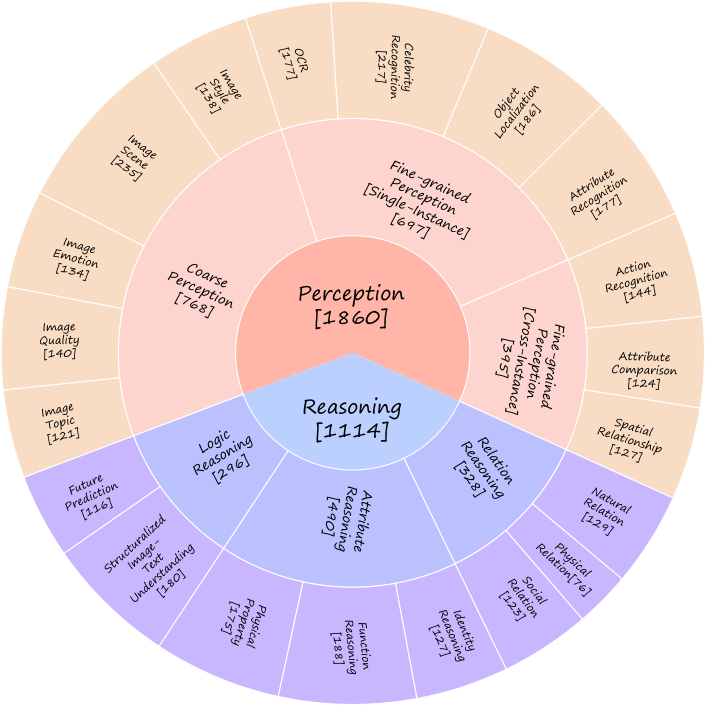 Perception
[1860]
Reasoning
[1114]
Coarse
Perception
[768]
Fine-grained
Perception
[Single-Instance]
[697]
Fine-grained
Perception
[Cross-Instance]
[395]
Relation
Reasoning
[328]
Attribute
Reasoning
[490]
Logic
Reasoning
[296]
Image
Topic
[121]
Image
Quality
[140]
Image
Emotion
[134]
Image
Scene
[235]
Image
Style
[138]
OCR
[177]
Celebrity
Recognition
[217]
Object
Localization
[186]
Attribute
Recognition
[177]
Action
Recognition
[144]
Attribute
Comparison
[124]
Spatial
Relationship
[127]
Natural
Relation
[129]
Physical
Relation[76]
Social
Relation
[123]
Identity
Reasoning
[127]
Function
Reasoning
[188]
Physical
Property
[175]
Structuralized
Image-
Text
Understanding
[180]
Future
Prediction
[116]